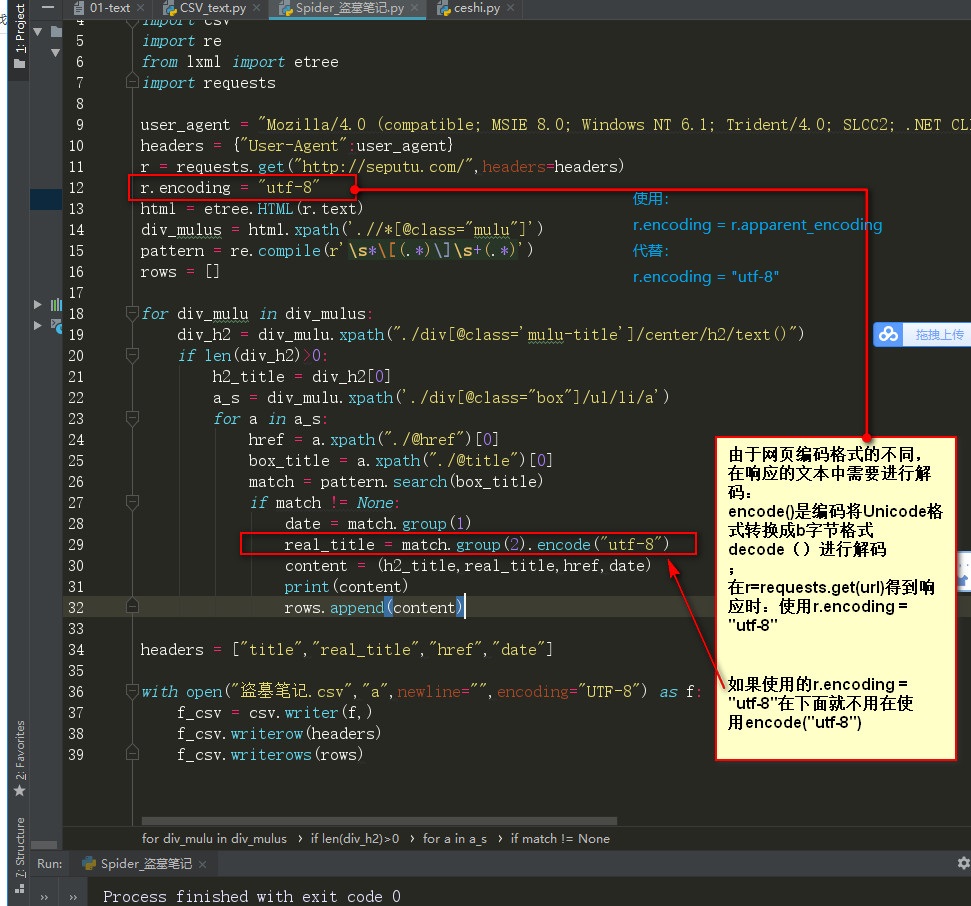 1: Project
01-text
CSV_text.py
Spider_盗墓笔记.py
ceshi.py
4 import csv
5 import re
6 from lxml import etree
7 import requests
8
9 user_agent = "Mozilla/4.0 (compatible; MSIE 8.0; Windows NT 6.1; Trident/4.0; SLCC2; .NET CL
10 headers = {"User-Agent":user_agent}
11 r = requests.get("http://seputu.com/",headers=headers)
12 r.encoding = "utf-8"
13 html = etree.HTML(r.text)
14 div_mulus = html.xpath('.//*[@class="mulu"]')
15 pattern = re.compile(r'\s*\[(.*)\]\s+(.*)')
16 rows = []
17
18 for div_mulu in div_mulus:
19 div_h2 = div_mulu.xpath("./div[@class='mulu-title']/center/h2/text()")
20 if len(div_h2)>0:
21 h2_title = div_h2[0]
22 a_s = div_mulu.xpath('./div[@class="box"]/ul/li/a')
23 for a in a_s:
24 href = a.xpath("./@href")[0]
25 box_title = a.xpath("./@title")[0]
26 match = pattern.search(box_title)
27 if match != None:
28 date = match.group(1)
29 real_title = match.group(2).encode("utf-8")
30 content = (h2_title,real_title,href,date)
31 print(content)
32 rows.append(content)
33
34 headers = ["title","real_title","href","date"]
35
36 with open("盗墓笔记.csv","a",newline="",encoding="UTF-8") as f:
37 f_csv = csv.writer(f,)
38 f_csv.writerow(headers)
39 f_csv.writerows(rows)
使用：
r.encoding = r.apparent_encoding
代替：
r.encoding = "utf-8"
拖拽上传
由于网页编码格式的不同,
在响应的文本中需要进行解
码：
encode()是编码将Unicode格
式转换成b字节格式
decode（）进行解码
；
在r=requests.get(url)得到响
应时：使用r.encoding =
"utf-8"
如果使用的r.encoding =
"utf-8"在下面就不用在使
用encode("utf-8")
2: Favorites
7: Structure
for div_mulu in div_mulus › if len(div_h2)>0 › for a in a_s › if match != None
Run: Spider_盗墓笔记
»
»
Process finished with exit code 0